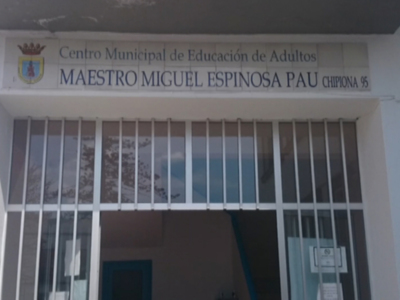 Centro Municipal de Educación de Adultos
MAESTRO MIGUEL ESPINOSA PAU CHIPIONA 95